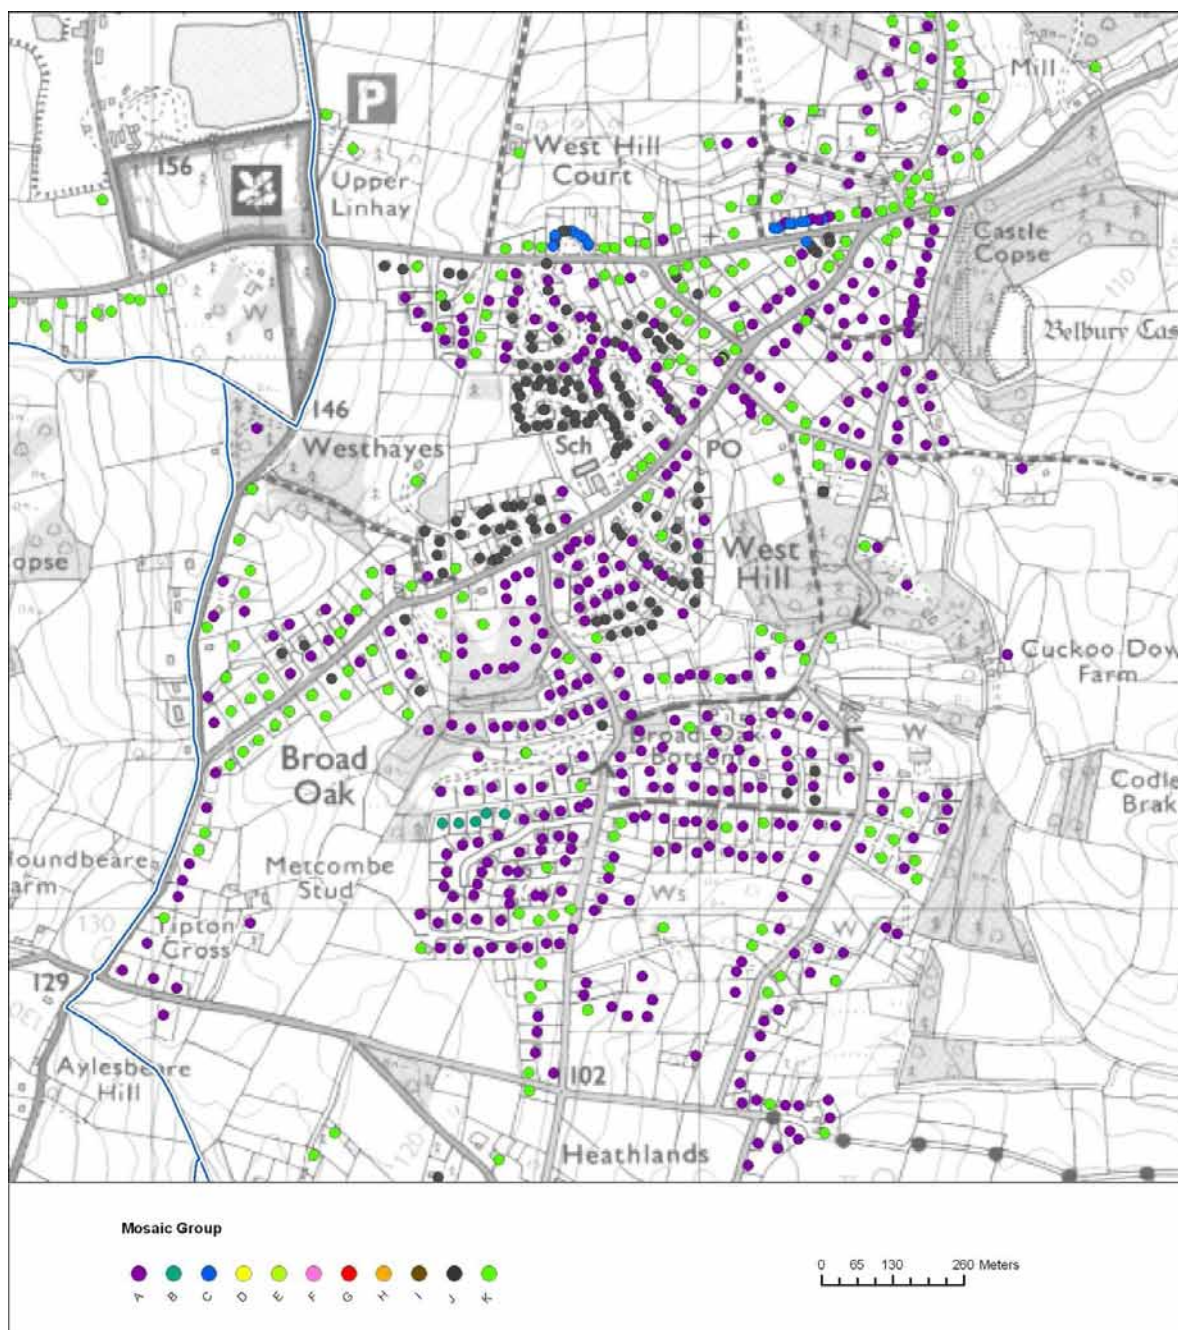 Mill
P
West Hill
Court
156
Upper
Linhay
Castle
Copse
W
Belbury Cas
146
Westhayes
Sch
PO
opse
West
Hill
Cuckoo Dow
Farm
Broad
Oak
Broad Oak
Bottom
W
Codle
Brak
Houndbeare
arm
Metcombe
Stud
Ws
130
Tipton
Cross
W
129
Aylesbeare
Hill
102
120
Heathlands
Mosaic Group
A B C D E F G H I J K
0 65 130 260 Meters